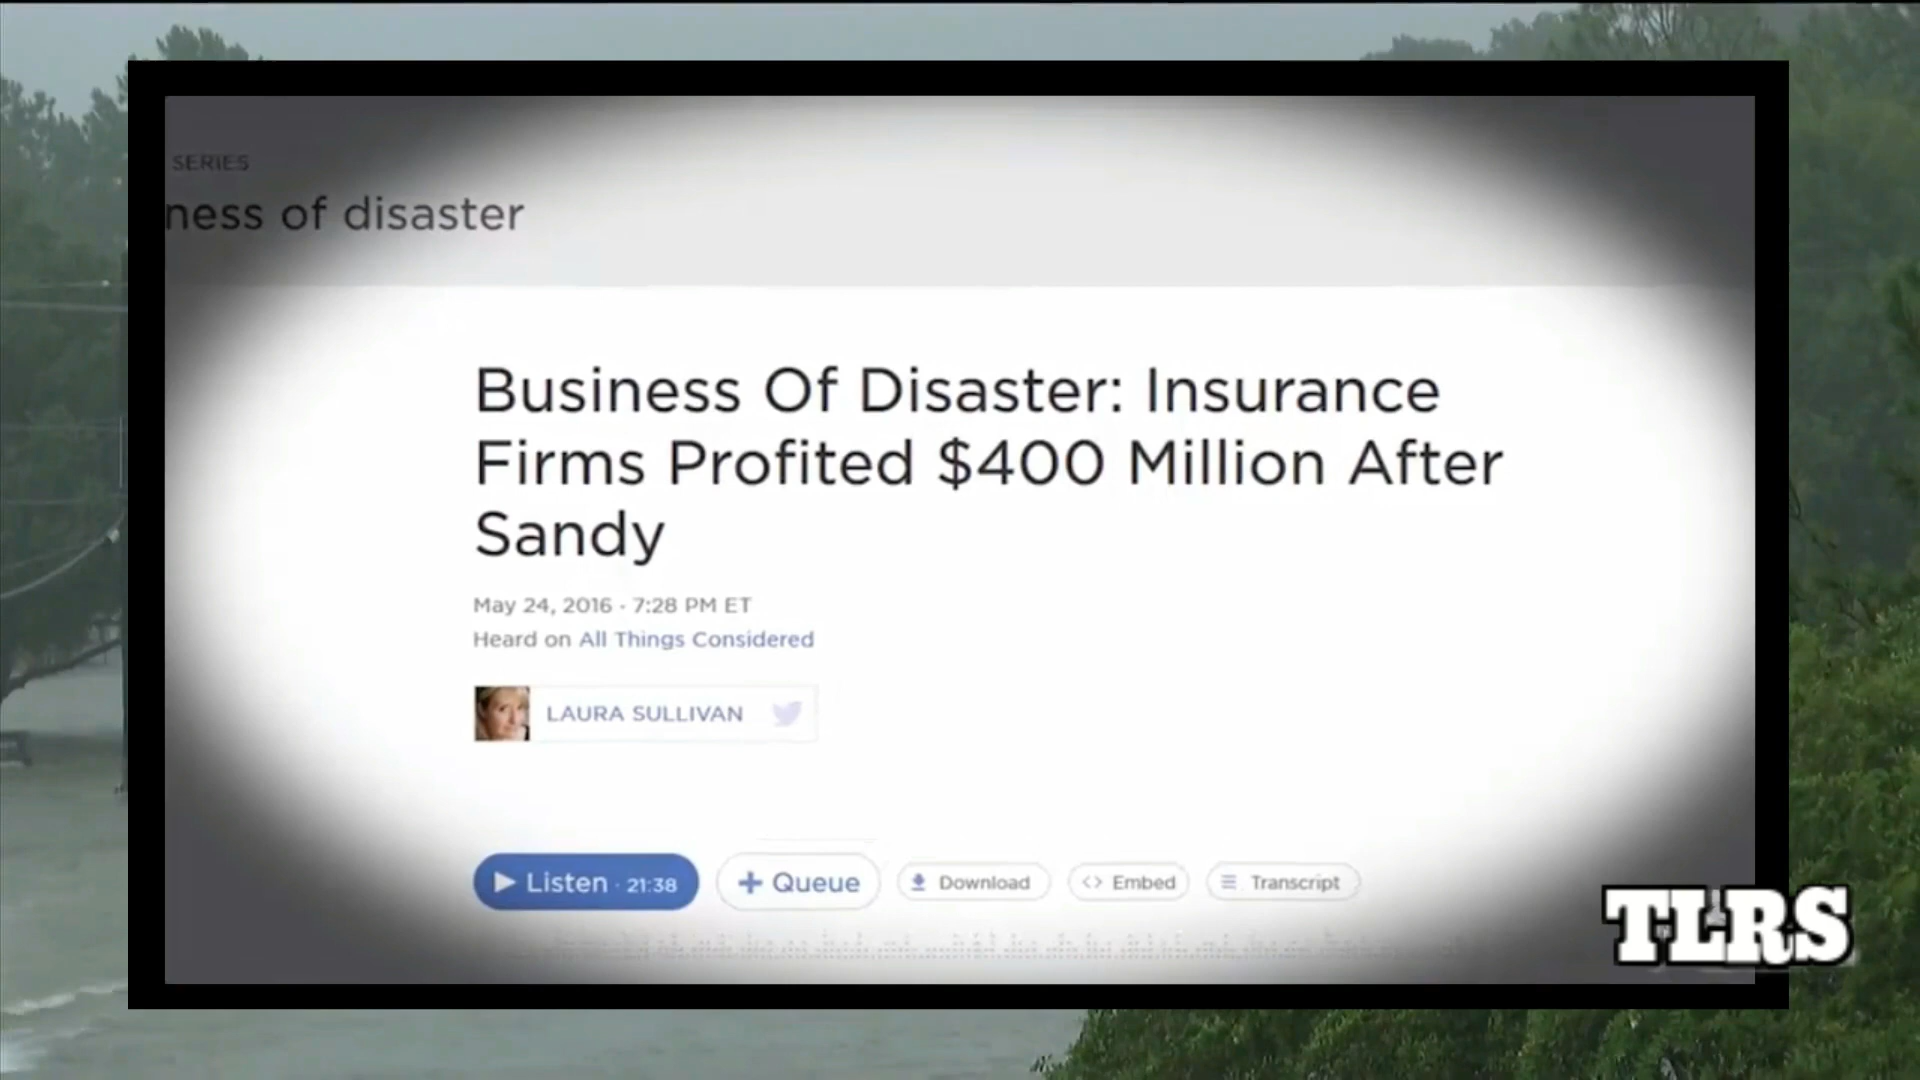 SERIES
ness of disaster
Business Of Disaster: Insurance
Firms Profited $400 Million After
Sandy
May 24, 2016 · 7:28 PM ET
Heard on All Things Considered
LAURA SULLIVAN
Listen · 21:38
Queue
Download
Embed
Transcript
TLRS